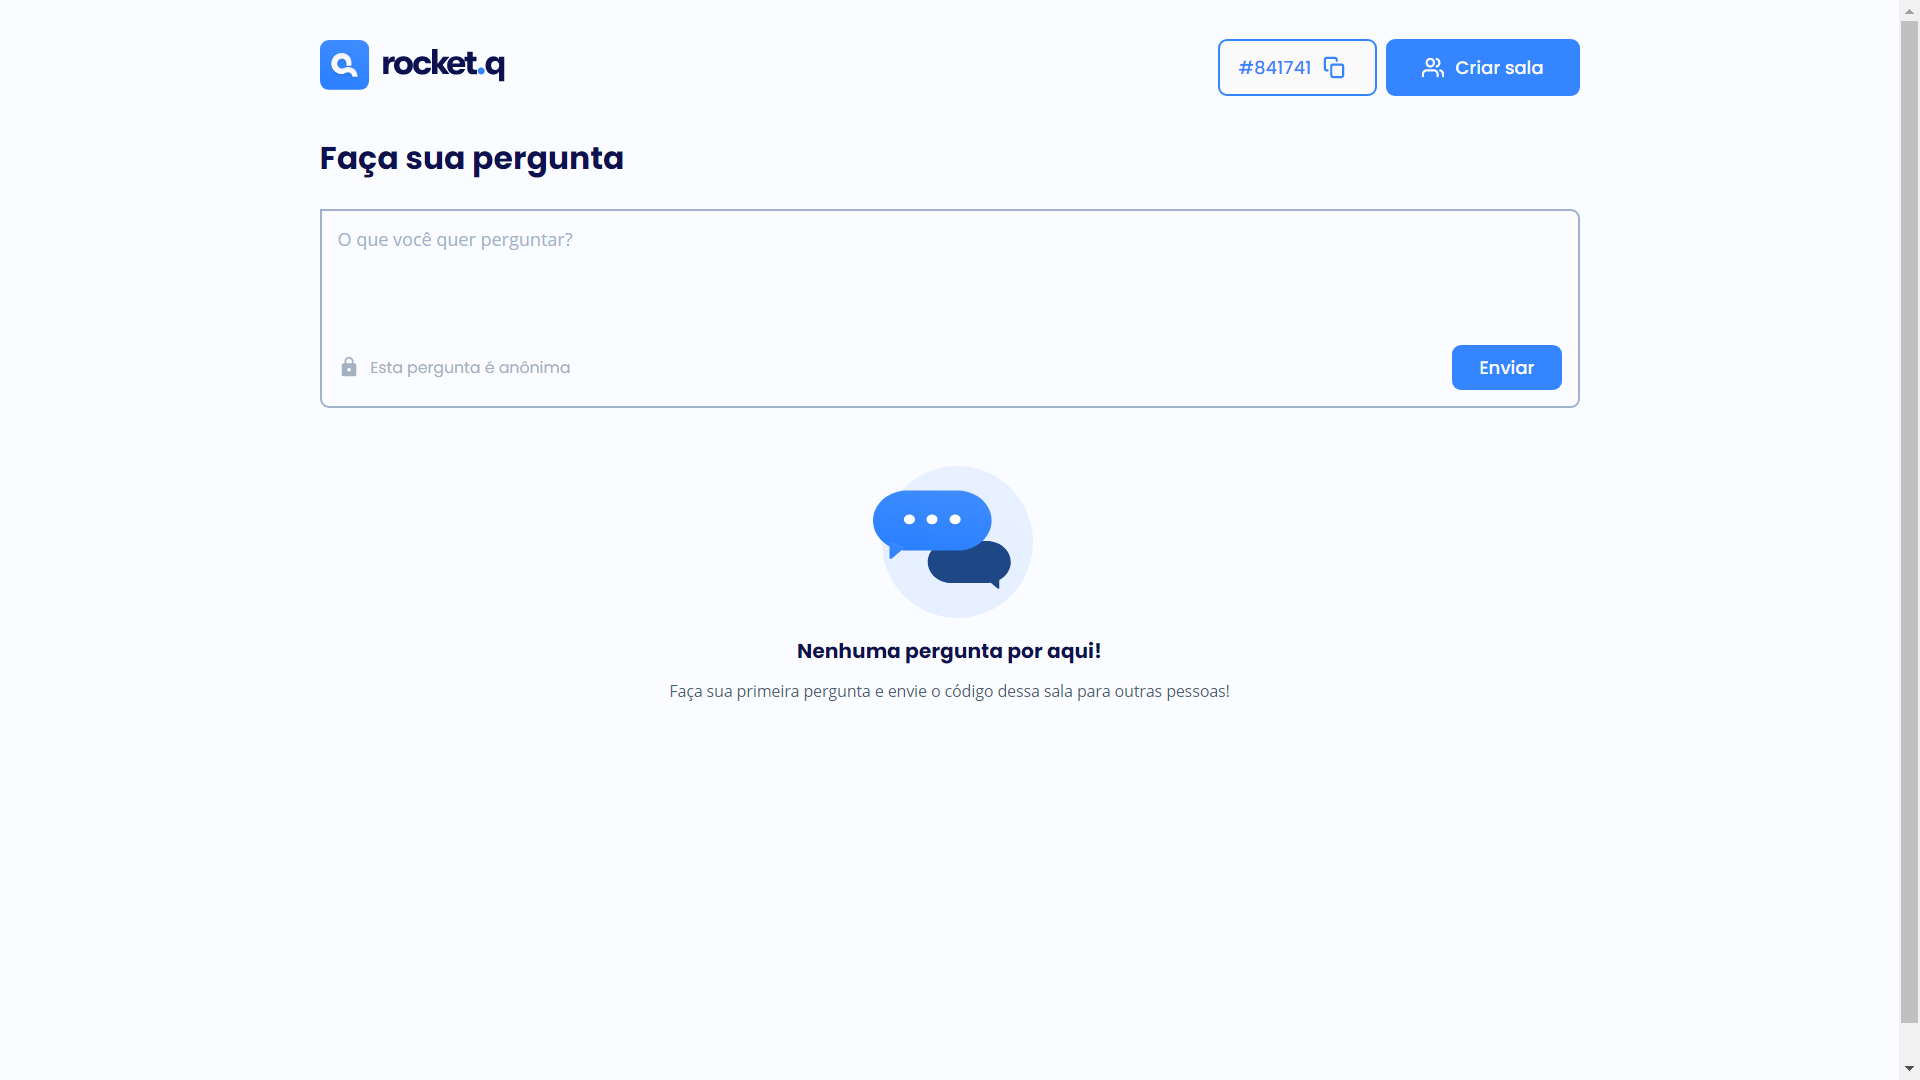 rocket.q
#841741
Criar sala
Faça sua pergunta
O que você quer perguntar?
Esta pergunta é anônima
Enviar
Nenhuma pergunta por aqui!
Faça sua primeira pergunta e envie o código dessa sala para outras pessoas!